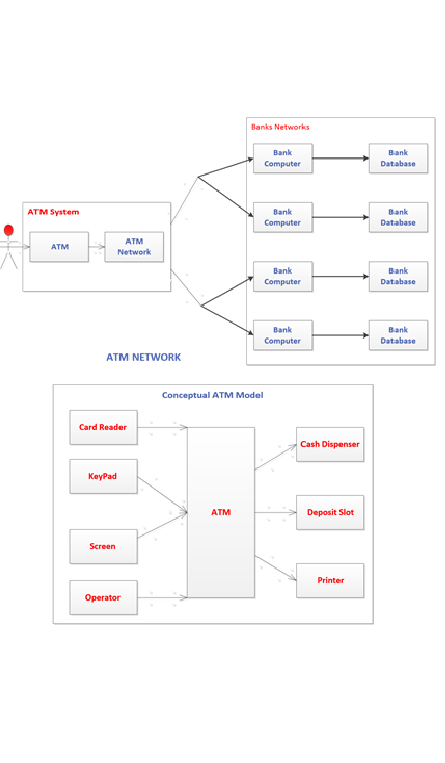 Banks Networks
Bank
Computer
Bank
Database
ATM System
ATM
ATM
Network
Bank
Computer
Bank
Database
Bank
Computer
Bank
Database
Bank
Computer
Bank
Database
ATM NETWORK
Conceptual ATM Model
Card Reader
KeyPad
Screen
Operator
ATM
Cash Dispenser
Deposit Slot
Printer